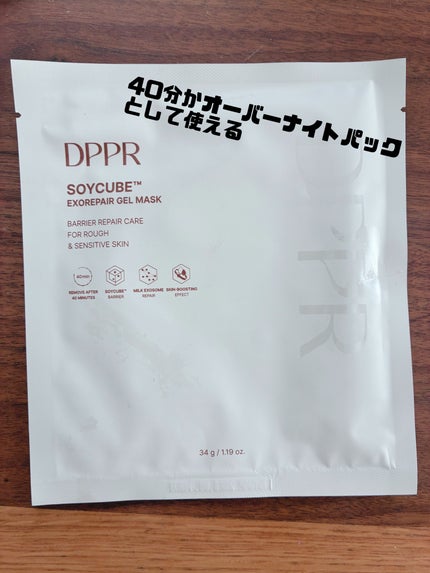 40分かオーバーナイトパック
として使える
DPPR
SOYCUBE™
EXOREPAIR GEL MASK
BARRIER REPAIR CARE
FOR ROUGH
& SENSITIVE SKIN
40min
REMOVE AFTER
40 MINUTES
SOYCUBE™
BARRIER
MILK EXOSOME
REPAIR
SKIN-BOOSTING
EFFECT
DPPR
34 g / 1.19 oz.